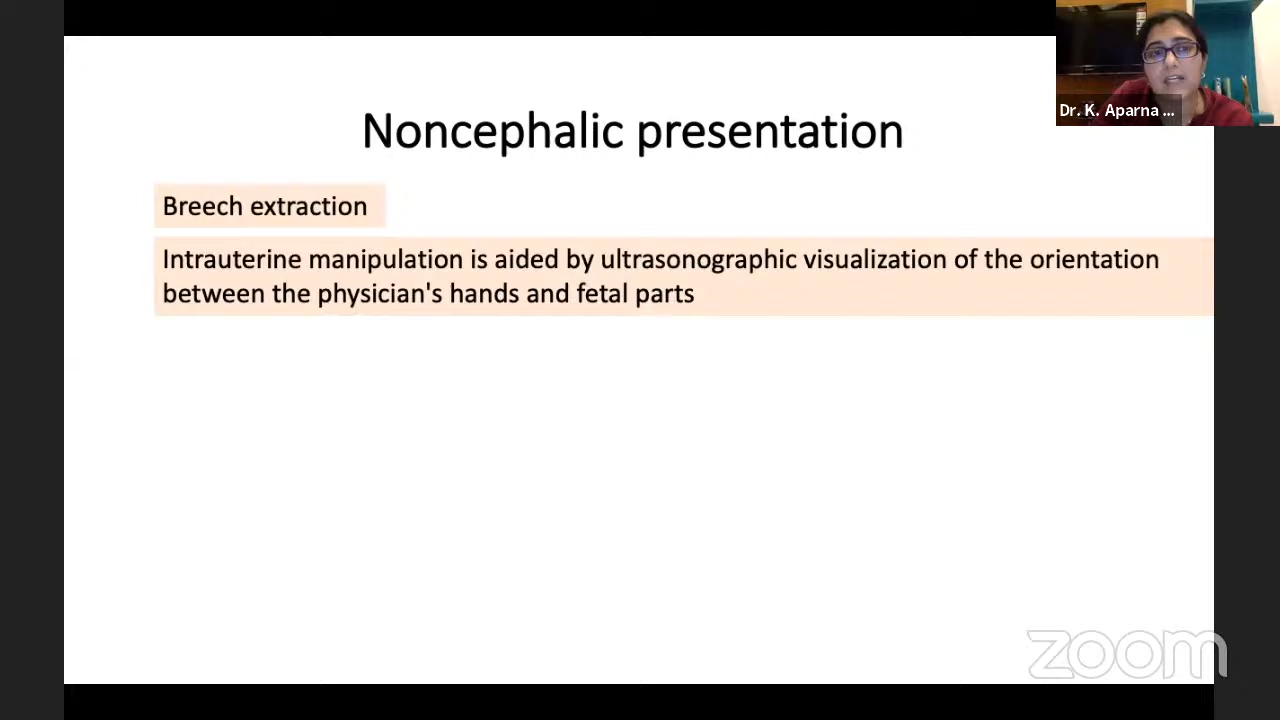 Noncephalic presentation
Dr. K. Aparna ...
Breech extraction
Intrauterine manipulation is aided by ultrasonographic visualization of the orientation
between the physician's hands and fetal parts
zoom